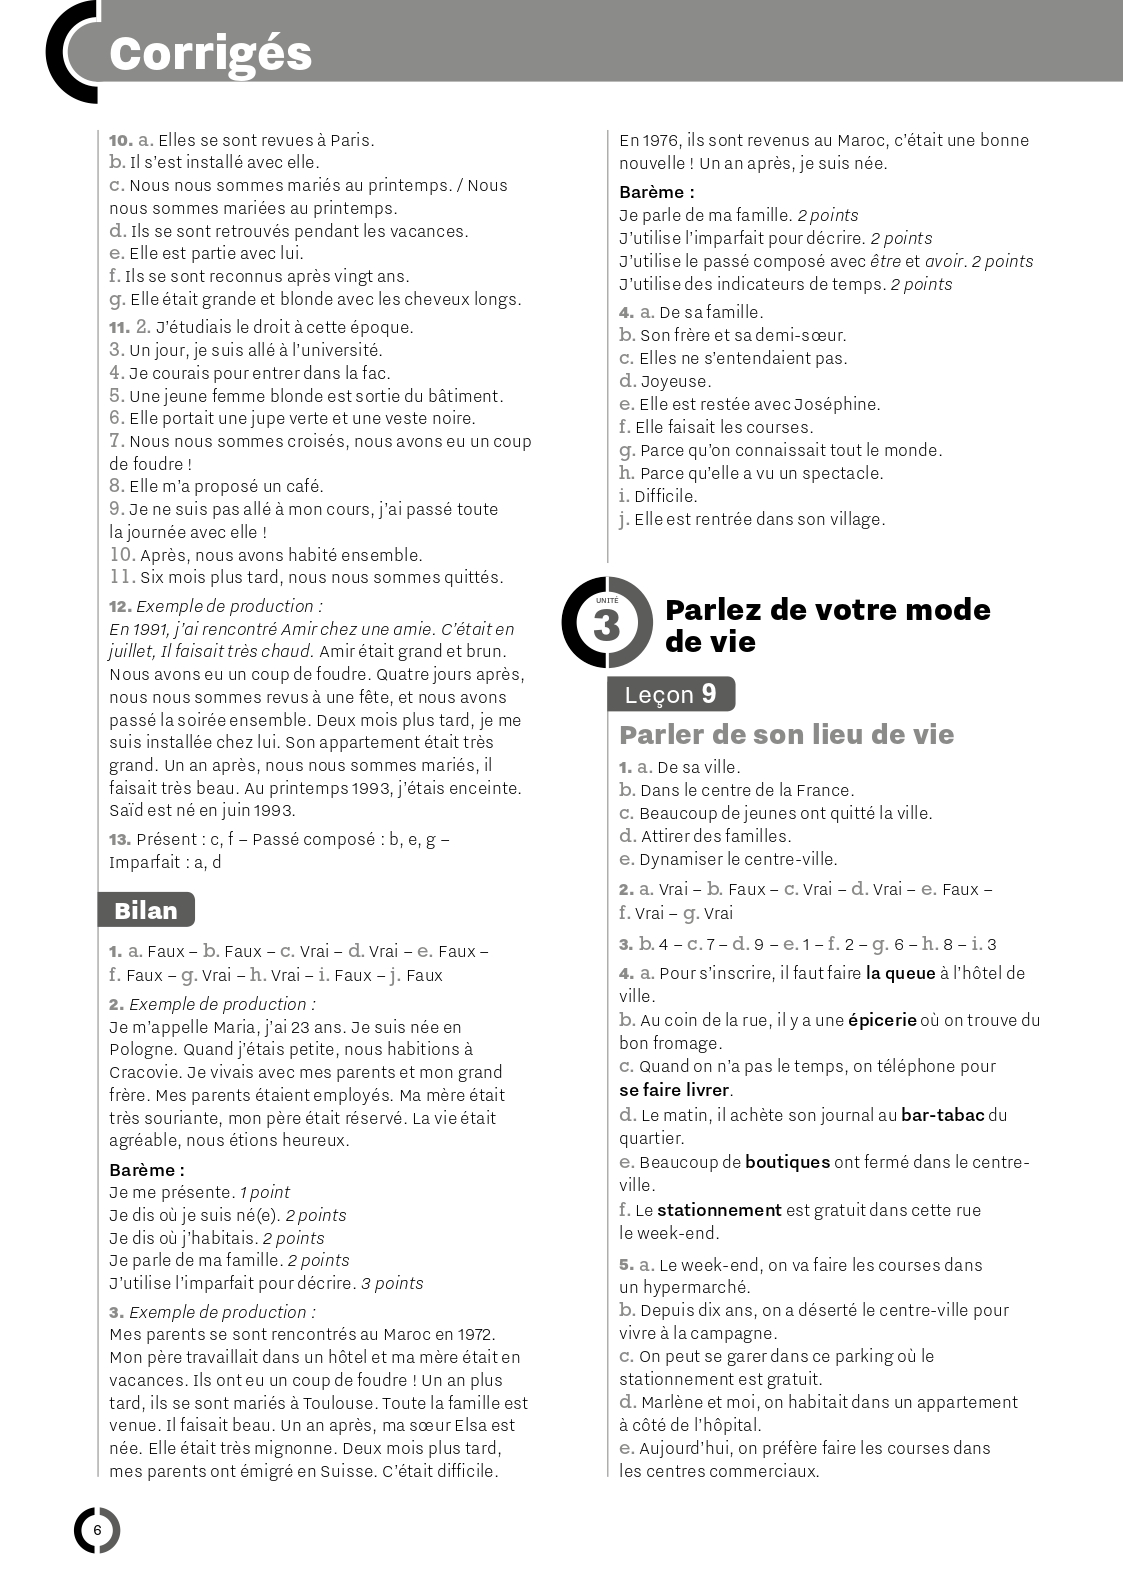 Corrigés
10. a. Elles se sont revues à Paris.
b. Il s’est installé avec elle.
c. Nous nous sommes mariés au printemps. / Nous
nous sommes mariées au printemps.
d. Ils se sont retrouvés pendant les vacances.
e. Elle est partie avec lui.
f. Ils se sont reconnus après vingt ans.
g. Elle était grande et blonde avec les cheveux longs.
11. 2. J’étudiais le droit à cette époque.
3. Un jour, je suis allé à l’université.
4. Je courais pour entrer dans la fac.
5. Une jeune femme blonde est sortie du bâtiment.
6. Elle portait une jupe verte et une veste noire.
7. Nous nous sommes croisés, nous avons eu un coup
de foudre !
8. Elle m’a proposé un café.
9. Je ne suis pas allé à mon cours, j’ai passé toute
la journée avec elle !
10. Après, nous avons habité ensemble.
11. Six mois plus tard, nous nous sommes quittés.
12. Exemple de production :
En 1991, j’ai rencontré Amir chez une amie. C’était en
juillet, Il faisait très chaud. Amir était grand et brun.
Nous avons eu un coup de foudre. Quatre jours après,
nous nous sommes revus à une fête, et nous avons
passé la soirée ensemble. Deux mois plus tard, je me
suis installée chez lui. Son appartement était très
grand. Un an après, nous nous sommes mariés, il
faisait très beau. Au printemps 1993, j’étais enceinte.
Saïd est né en juin 1993.
13. Présent : c, f – Passé composé : b, e, g –
Imparfait : a, d
Bilan
1. a. Faux – b. Faux – c. Vrai – d. Vrai – e. Faux –
f. Faux – g. Vrai – h. Vrai – i. Faux – j. Faux
2. Exemple de production :
Je m’appelle Maria, j’ai 23 ans. Je suis née en
Pologne. Quand j’étais petite, nous habitions à
Cracovie. Je vivais avec mes parents et mon grand
frère. Mes parents étaient employés. Ma mère était
très souriante, mon père était réservé. La vie était
agréable, nous étions heureux.
Barème :
Je me présente. 1 point
Je dis où je suis né(e). 2 points
Je dis où j’habitais. 2 points
Je parle de ma famille. 2 points
J’utilise l’imparfait pour décrire. 3 points
3. Exemple de production :
Mes parents se sont rencontrés au Maroc en 1972.
Mon père travaillait dans un hôtel et ma mère était en
vacances. Ils ont eu un coup de foudre ! Un an plus
tard, ils se sont mariés à Toulouse. Toute la famille est
venue. Il faisait beau. Un an après, ma sœur Elsa est
née. Elle était très mignonne. Deux mois plus tard,
mes parents ont émigré en Suisse. C’était difficile.
En 1976, ils sont revenus au Maroc, c’était une bonne
nouvelle ! Un an après, je suis née.
Barème :
Je parle de ma famille. 2 points
J’utilise l’imparfait pour décrire. 2 points
J’utilise le passé composé avec être et avoir. 2 points
J’utilise des indicateurs de temps. 2 points
4. a. De sa famille.
b. Son frère et sa demi-sœur.
c. Elles ne s’entendaient pas.
d. Joyeuse.
e. Elle est restée avec Joséphine.
f. Elle faisait les courses.
g. Parce qu’on connaissait tout le monde.
h. Parce qu’elle a vu un spectacle.
i. Difficile.
j. Elle est rentrée dans son village.
UNITÉ
3
Parlez de votre mode
de vie
Leçon 9
Parler de son lieu de vie
1. a. De sa ville.
b. Dans le centre de la France.
c. Beaucoup de jeunes ont quitté la ville.
d. Attirer des familles.
e. Dynamiser le centre-ville.
2. a. Vrai – b. Faux – c. Vrai – d. Vrai – e. Faux –
f. Vrai – g. Vrai
3. b. 4 – c. 7 – d. 9 – e. 1 – f. 2 – g. 6 – h. 8 – i. 3
4. a. Pour s’inscrire, il faut faire la queue à l’hôtel de
ville.
b. Au coin de la rue, il y a une épicerie où on trouve du
bon fromage.
c. Quand on n’a pas le temps, on téléphone pour
se faire livrer.
d. Le matin, il achète son journal au bar-tabac du
quartier.
e. Beaucoup de boutiques ont fermé dans le centre-
ville.
f. Le stationnement est gratuit dans cette rue
le week-end.
5. a. Le week-end, on va faire les courses dans
un hypermarché.
b. Depuis dix ans, on a déserté le centre-ville pour
vivre à la campagne.
c. On peut se garer dans ce parking où le
stationnement est gratuit.
d. Marlène et moi, on habitait dans un appartement
à côté de l’hôpital.
e. Aujourd’hui, on préfère faire les courses dans
les centres commerciaux.
6